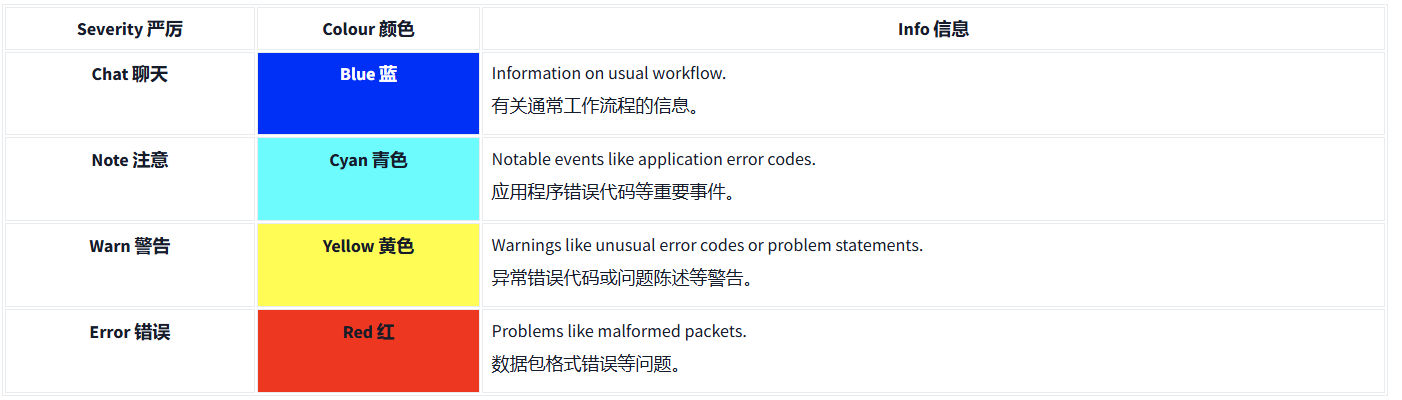 Severity 严厉
Colour 颜色
Info 信息
Chat 聊天
Blue 蓝
Information on usual workflow.
有关通常工作流程的信息。
Note 注意
Cyan 青色
Notable events like application error codes.
应用程序错误代码等重要事件。
Warn 警告
Yellow 黄色
Warnings like unusual error codes or problem statements.
异常错误代码或问题陈述等警告。
Error 错误
Red 红
Problems like malformed packets.
数据包格式错误等问题。